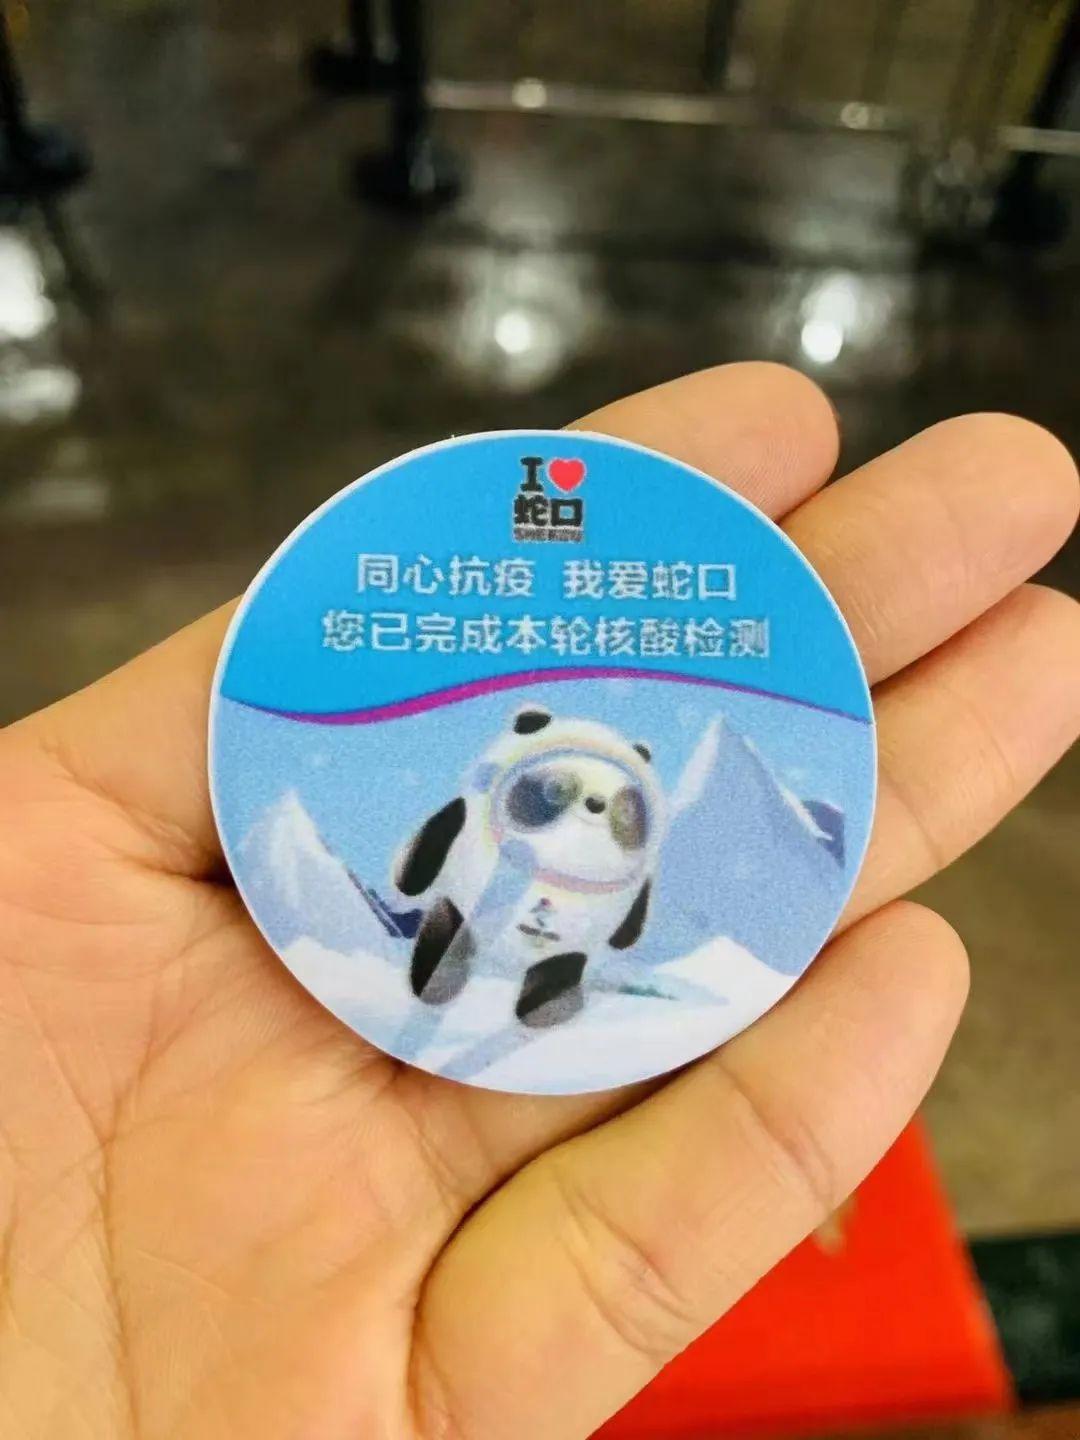 I❤
蛇口
SHEKOU
同心抗疫 我爱蛇口
您已完成本轮核酸检测